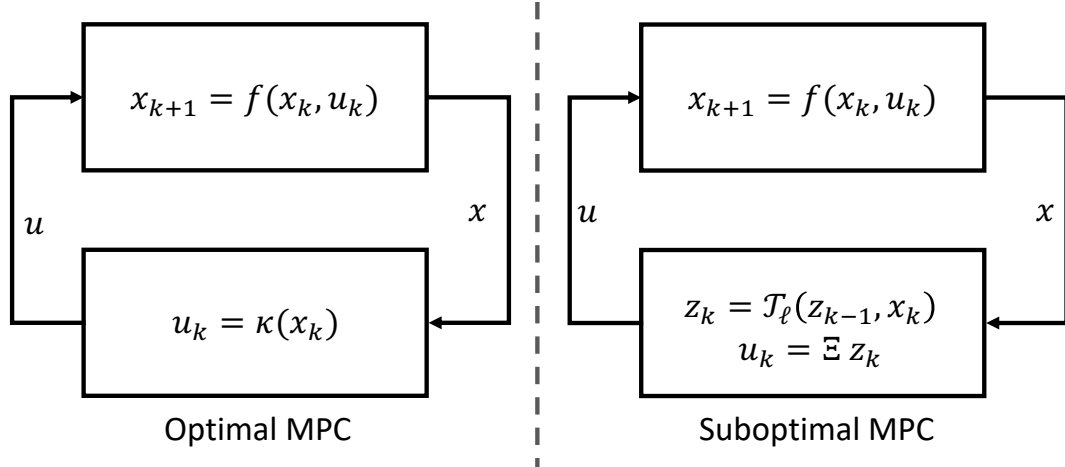 x_{k+1} = f(x_k, u_k)
u
x
u_k = κ(x_k)
Optimal MPC
x_{k+1} = f(x_k, u_k)
u
x
z_k = 𝒯_ℓ(z_{k-1}, x_k)
u_k = Ξ z_k
Suboptimal MPC